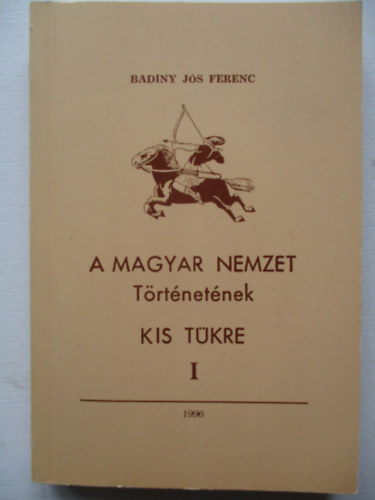 BADINY JÓS FERENC
A MAGYAR NEMZET
Történetének
KIS TÜKRE
I
1996